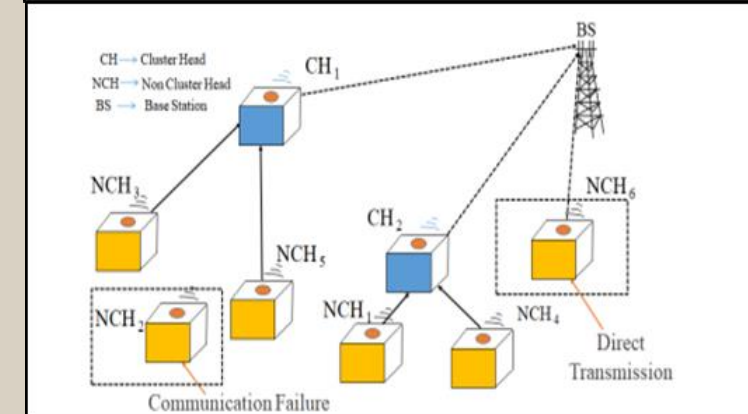 BS
CH → Cluster Head
NCH → Non Cluster Head
BS → Base Station
CH₁
NCH₃
NCH₆
CH₂
NCH₅
NCH₂
NCH₁
NCH₄
Direct
Transmission
Communication Failure